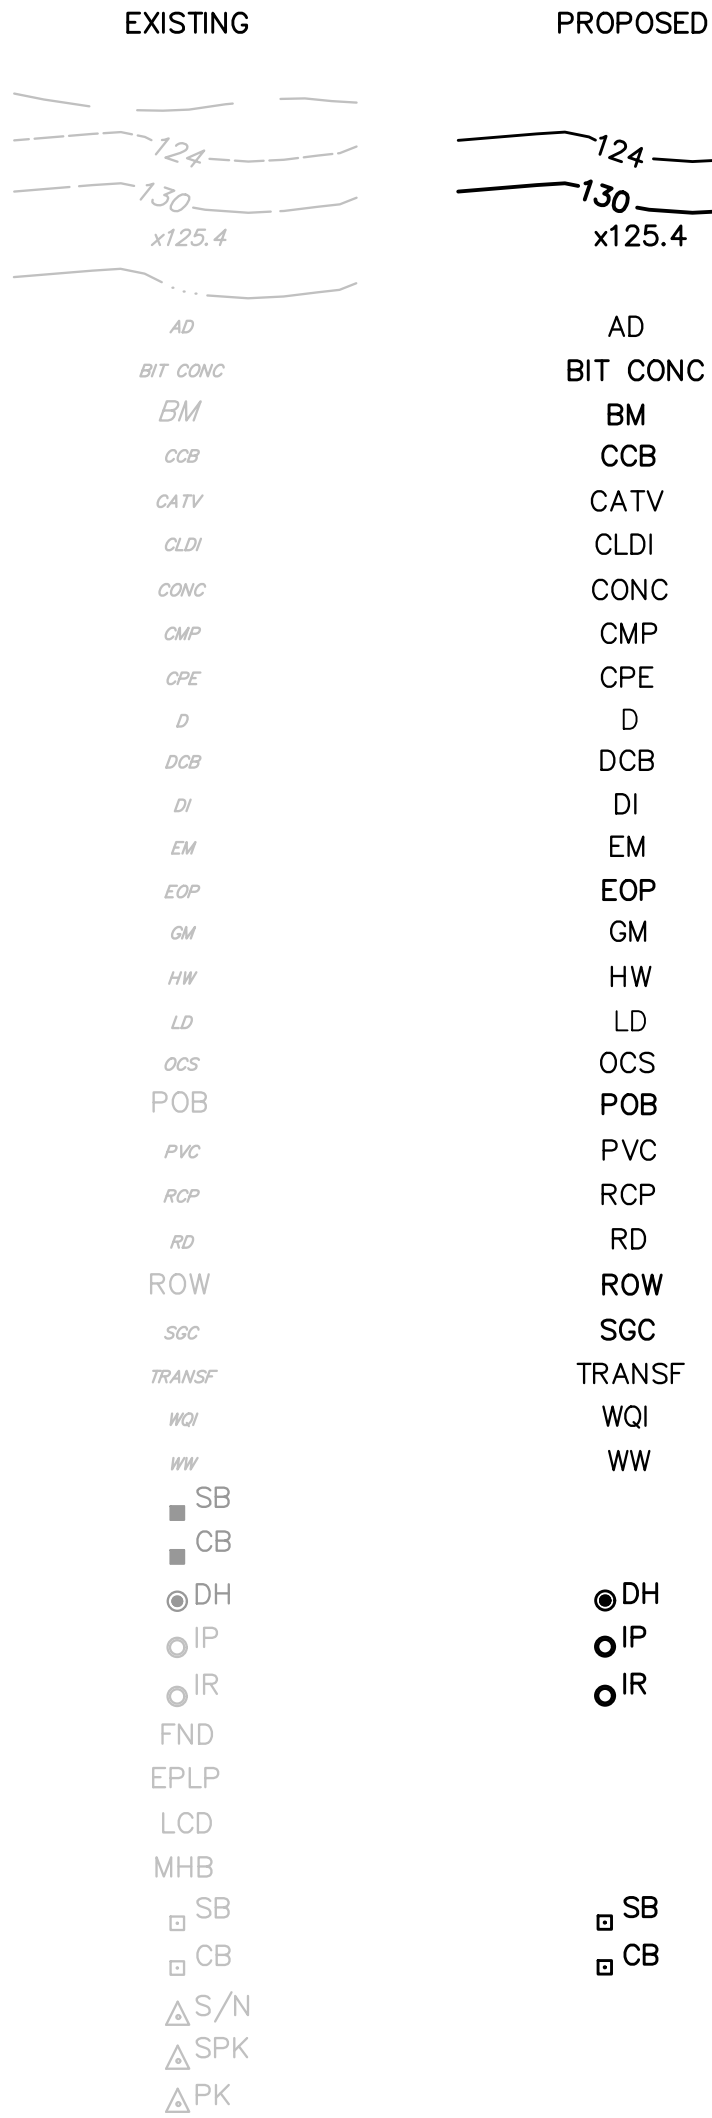 EXISTING PROPOSED
124 124
130 130
x125.4 x125.4
AD AD
BIT CONC BIT CONC
BM BM
CCB CCB
CATV CATV
CLDI CLDI
CONC CONC
CMP CMP
CPE CPE
D D
DCB DCB
DI DI
EM EM
EOP EOP
GM GM
HW HW
LD LD
OCS OCS
POB POB
PVC PVC
RCP RCP
RD RD
ROW ROW
SGC SGC
TRANSF TRANSF
WQI WQI
WW WW
SB
CB
DH DH
IP IP
IR IR
FND
EPLP
LCD
MHB
SB SB
CB CB
S/N
SPK
PK